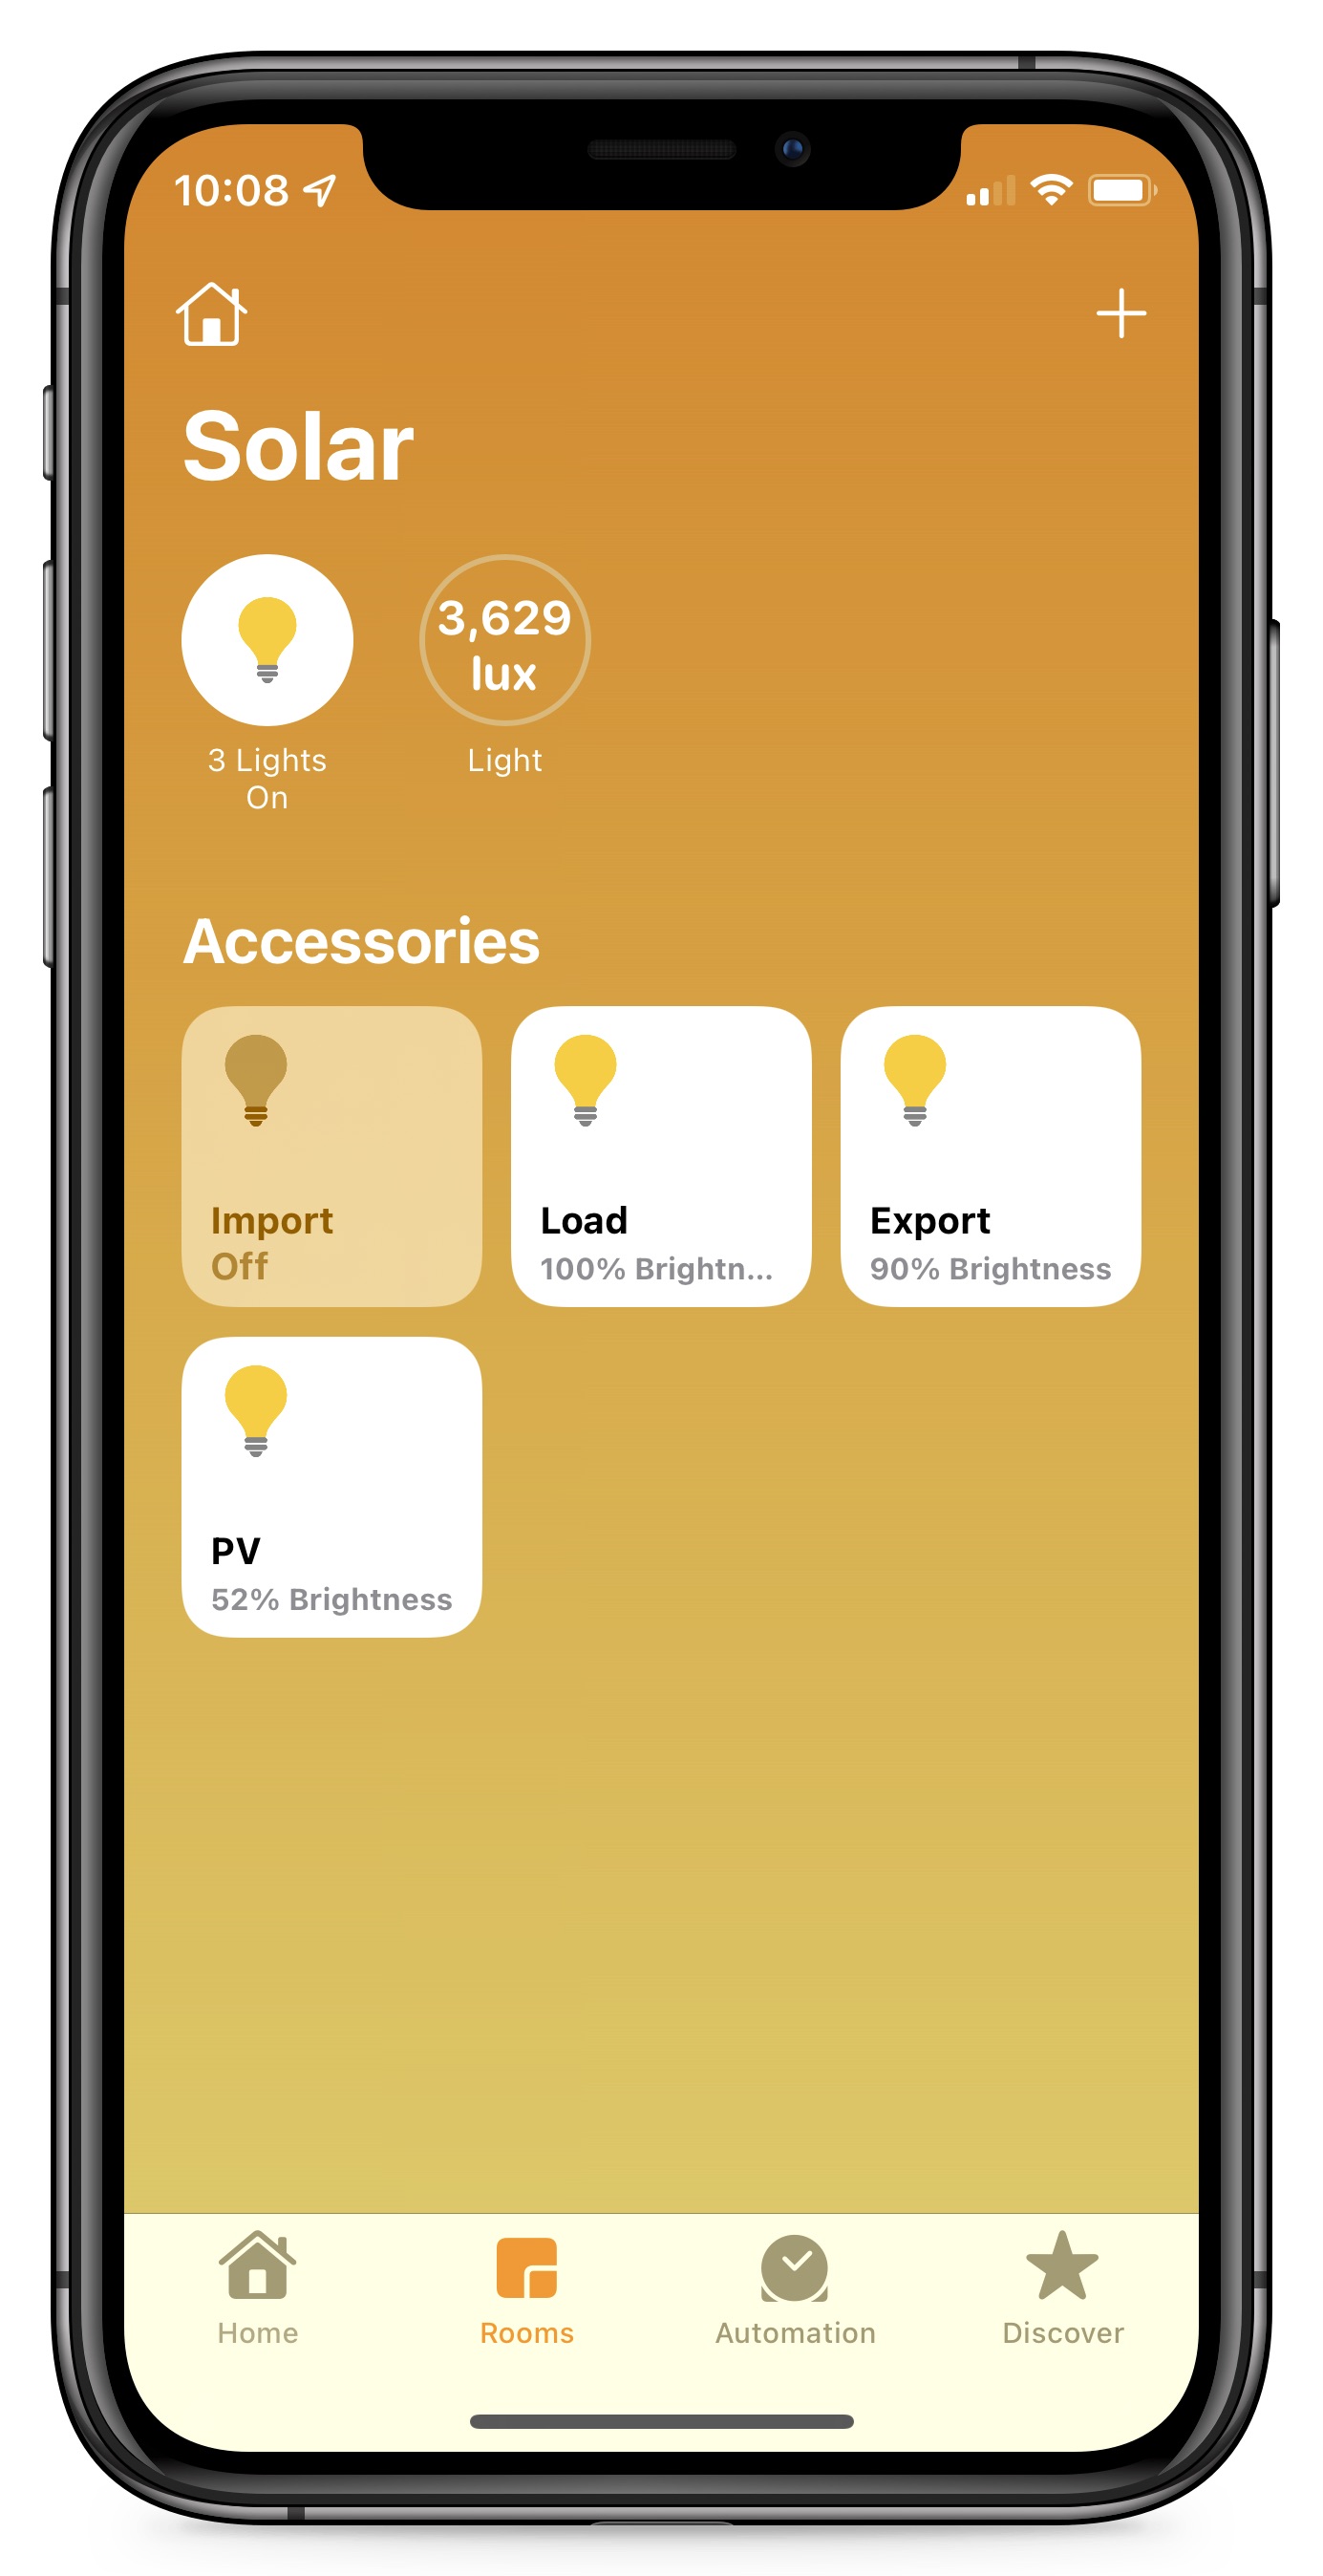 10:08
Solar
3,629
lux
3 Lights
On
Light
Accessories
Import
Off
Load
100% Brightn...
Export
90% Brightness
PV
52% Brightness
Home
Rooms
Automation
Discover